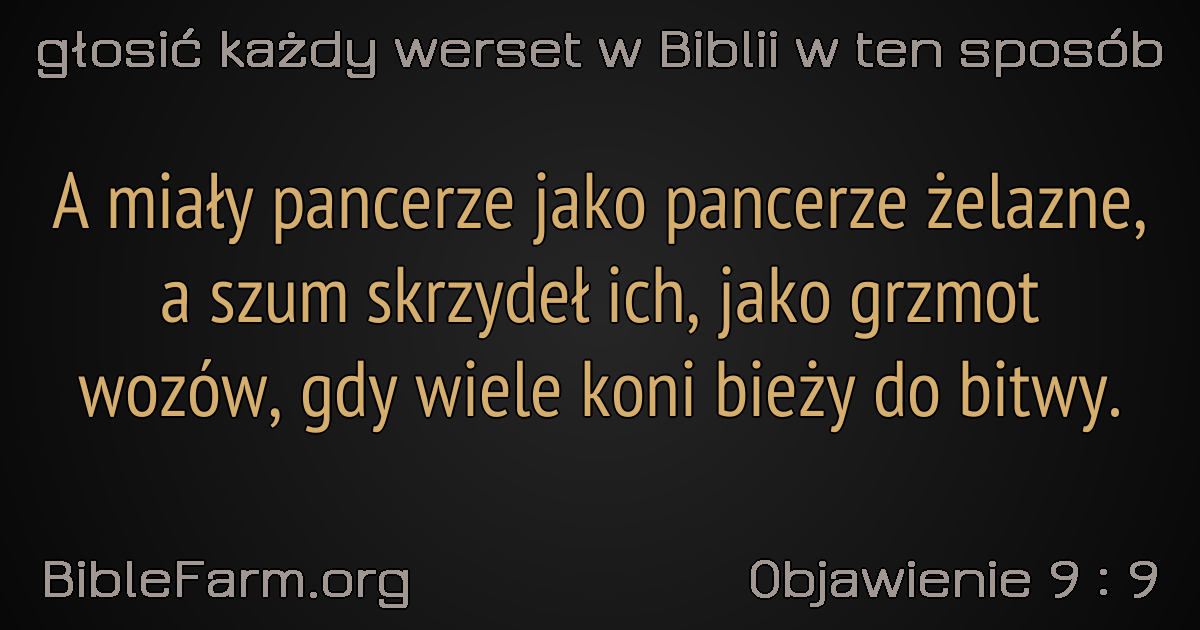 głosić każdy werset w Biblii w ten sposób
A miały pancerze jako pancerze żelazne,
a szum skrzydeł ich, jako grzmot
wozów, gdy wiele koni bieży do bitwy.
BibleFarm.org
Objawienie 9 : 9